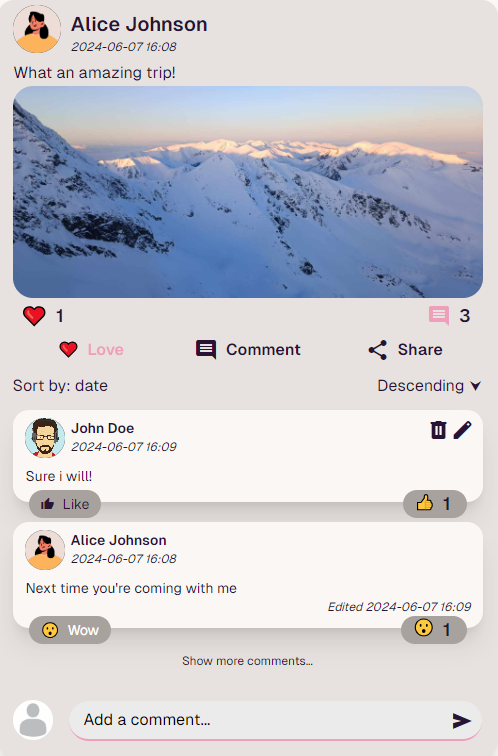 Alice Johnson
2024-06-07 16:08
What an amazing trip!
1
3
Love Comment Share
Sort by: date Descending
John Doe
2024-06-07 16:09
Sure i will!
Like 1
Alice Johnson
2024-06-07 16:08
Next time you're coming with me
Edited 2024-06-07 16:09
Wow 1
Show more comments...
Add a comment...